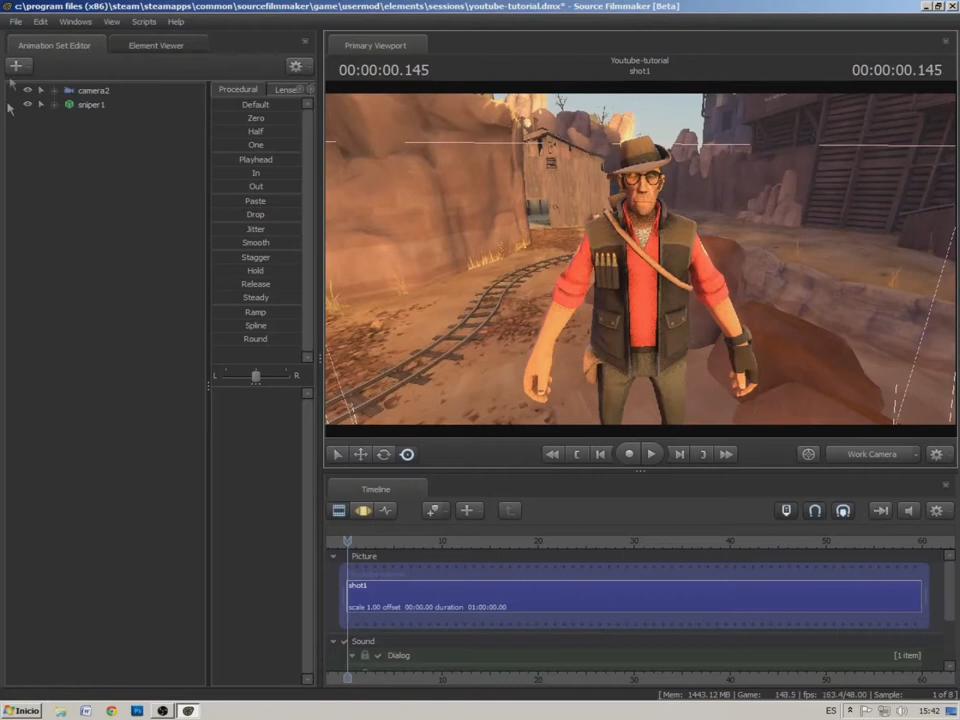 c:\program files (x86)\steam\steamapps\common\sourcefilmmaker\game\usermod\elements\sessions\youtube-tutorial.dmx* - Source Filmmaker [Beta]
File Edit Windows View Scripts Help
Animation Set Editor Element Viewer
camera2
sniper1
Procedural Lense
Default
Zero
Half
One
Playhead
In
Out
Paste
Drop
Jitter
Smooth
Stagger
Hold
Release
Steady
Ramp
Spline
Round
L R
Primary Viewport
00:00:00.145
Youtube-tutorial
shot1
00:00:00.145
Work Camera
Timeline
10 20 30 40 50 60
Picture
shot1
scale 1.00 offset 00:00.00 duration 01:00:00.00
Sound
Dialog [1 item]
[ Mem: 1443.12 MB | Game: 148.5 | fps: 163.4/48.00 | Sample: 1 of 8 ]
Inicio
ES
15:42